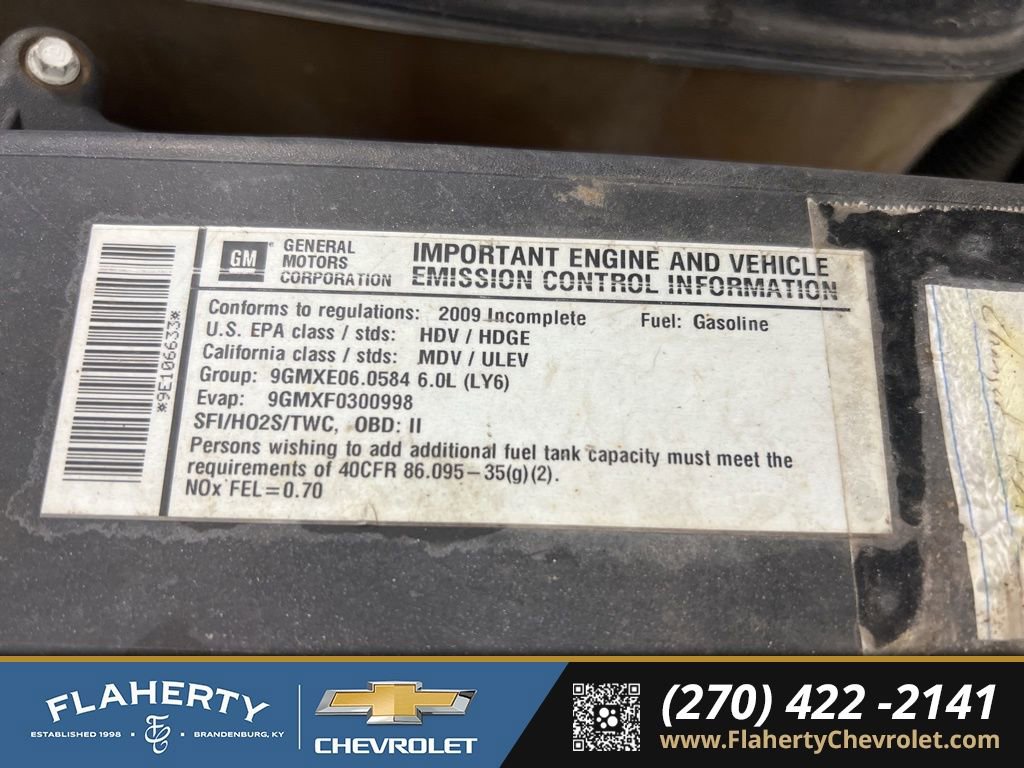 *9E106633*
GM
GENERAL
MOTORS
CORPORATION
IMPORTANT ENGINE AND VEHICLE
EMISSION CONTROL INFORMATION
Conforms to regulations: 2009 Incomplete Fuel: Gasoline
U.S. EPA class / stds: HDV / HDGE
California class / stds: MDV / ULEV
Group: 9GMXE06.0584 6.0L (LY6)
Evap: 9GMXF0300998
SFI/HO2S/TWC, OBD: II
Persons wishing to add additional fuel tank capacity must meet the
requirements of 40CFR 86.095-35(g)(2).
NOx FEL=0.70
FLAHERTY
ESTABLISHED 1998 • BRANDENBURG, KY
CHEVROLET
(270) 422 -2141
www.FlahertyChevrolet.com